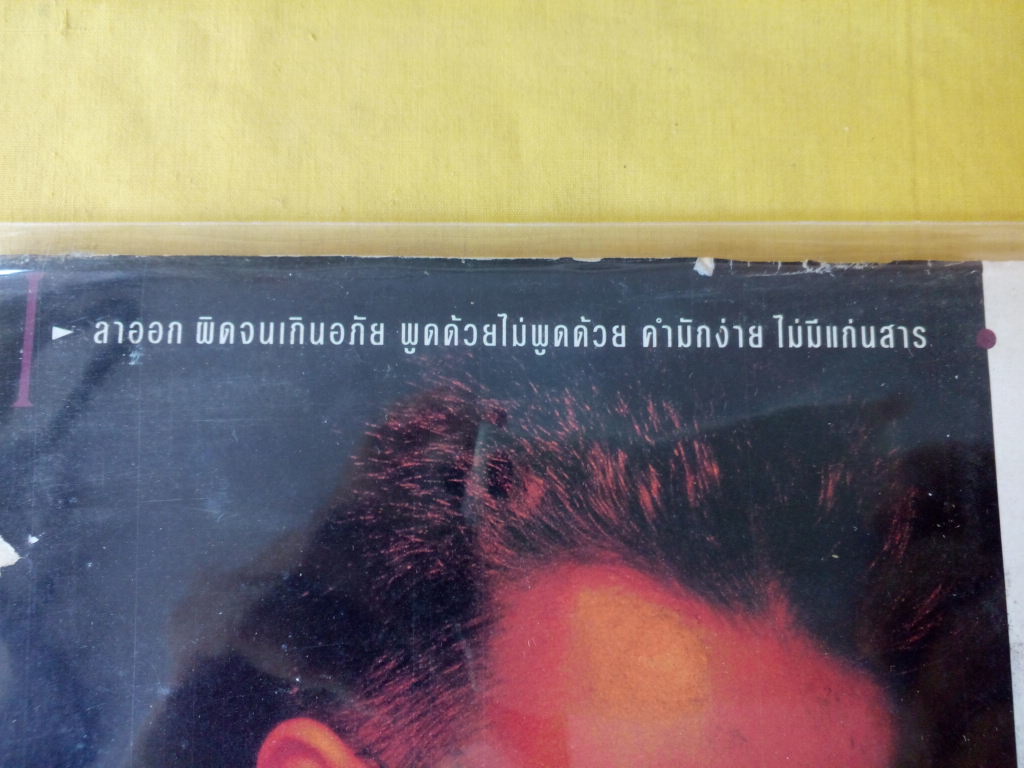 ลาออก ผิดจนเกินอภัย พูดด้วยไม่พูดด้วย คำมักง่าย ไม่มีแก่นสาร